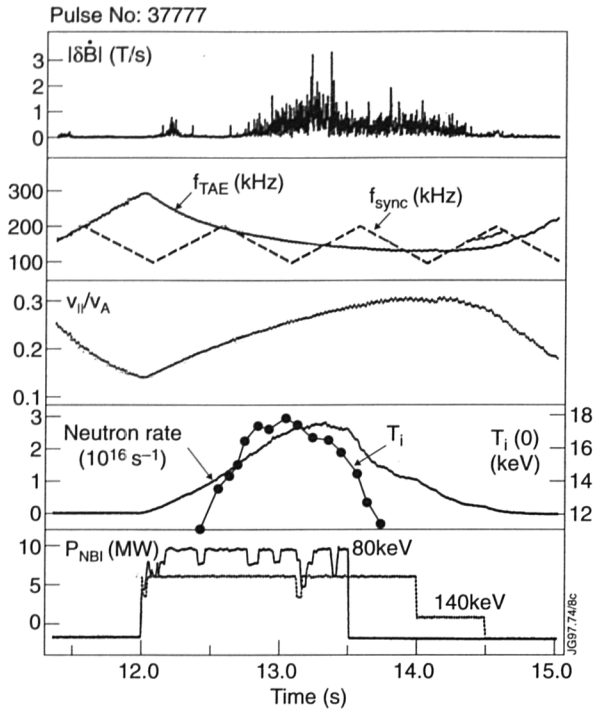 Pulse No: 37777
|δḂ| (T/s)
3
2
1
0
f_TAE (kHz)
f_sync (kHz)
300
200
100
v_||/v_A
0.3
0.2
0.1
3
2
1
0
Neutron rate
(10¹⁶ s⁻¹)
T_i
T_i (0)
(keV)
18
16
14
12
P_NBI (MW)
10
5
0
80keV
140keV
12.0
13.0
14.0
15.0
Time (s)
JG97.74/8c